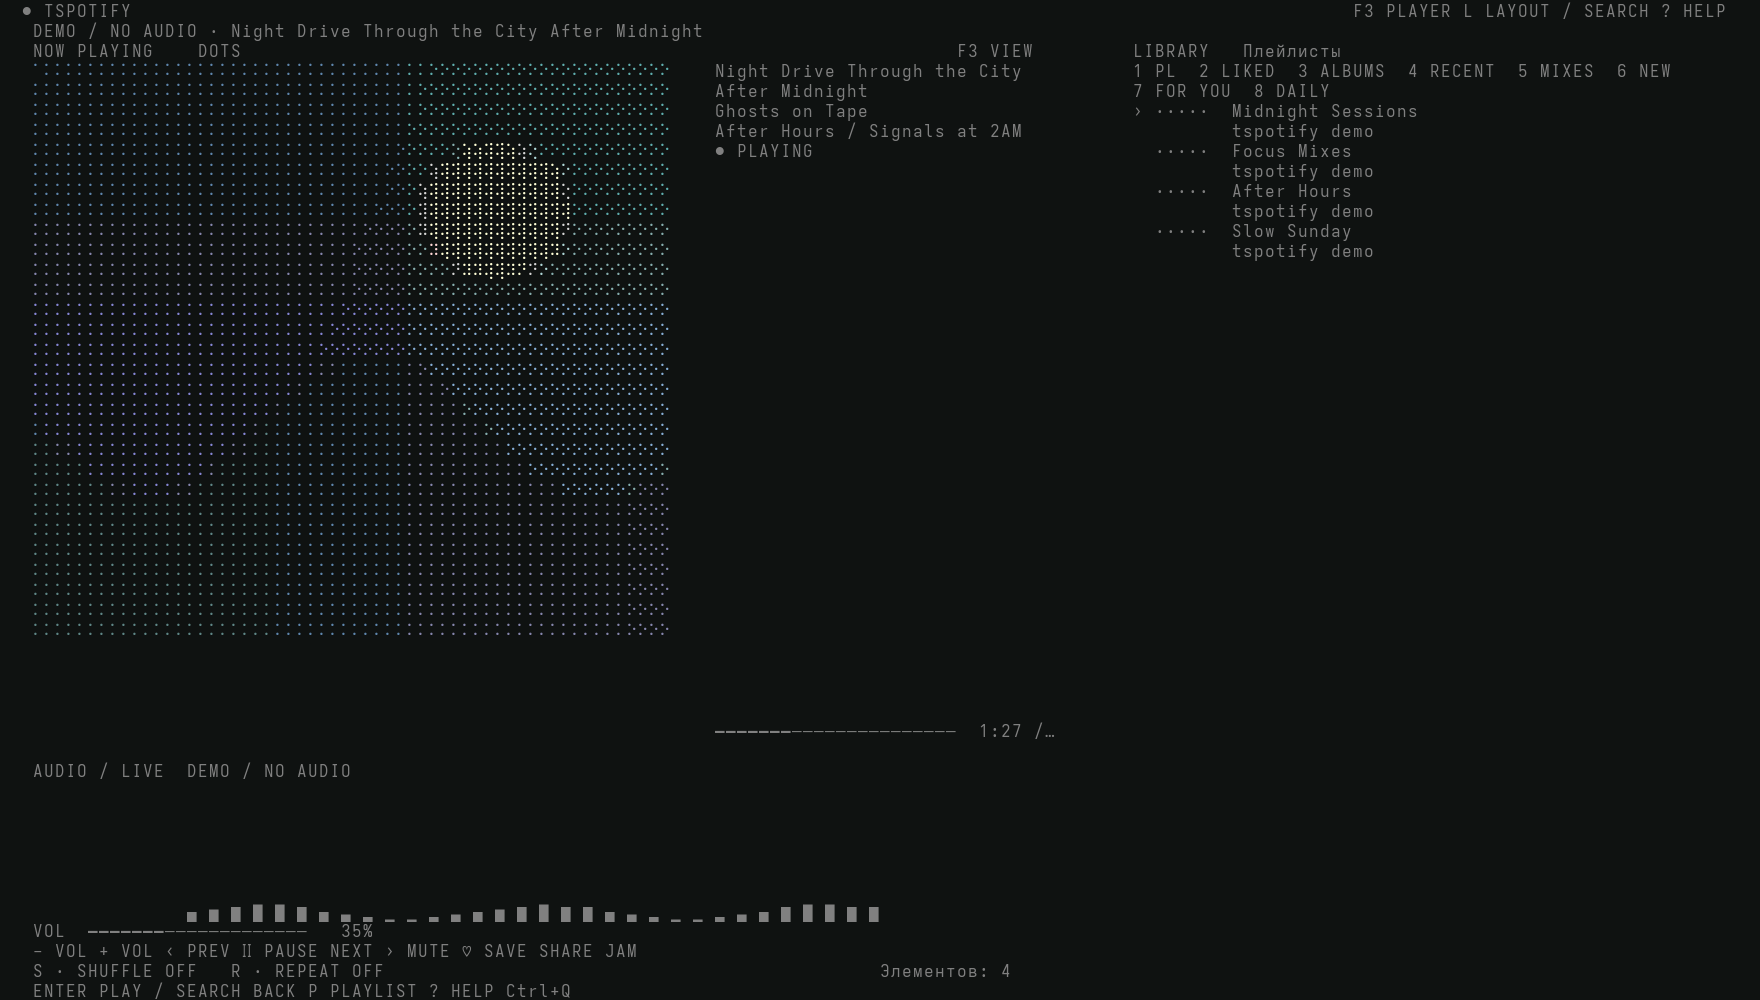 ● TSPOTIFY F3 PLAYER L LAYOUT / SEARCH ? HELP
DEMO / NO AUDIO · Night Drive Through the City After Midnight
NOW PLAYING DOTS F3 VIEW
Night Drive Through the City
After Midnight
Ghosts on Tape
After Hours / Signals at 2AM
● PLAYING
1:27 /…
LIBRARY Плейлисты
1 PL 2 LIKED 3 ALBUMS 4 RECENT 5 MIXES 6 NEW
7 FOR YOU 8 DAILY
› ····· Midnight Sessions
tspotify demo
····· Focus Mixes
tspotify demo
····· After Hours
tspotify demo
····· Slow Sunday
tspotify demo
AUDIO / LIVE DEMO / NO AUDIO
VOL 35%
– VOL + VOL ‹ PREV II PAUSE NEXT › MUTE ♡ SAVE SHARE JAM
S · SHUFFLE OFF R · REPEAT OFF Элементов: 4
ENTER PLAY / SEARCH BACK P PLAYLIST ? HELP Ctrl+Q